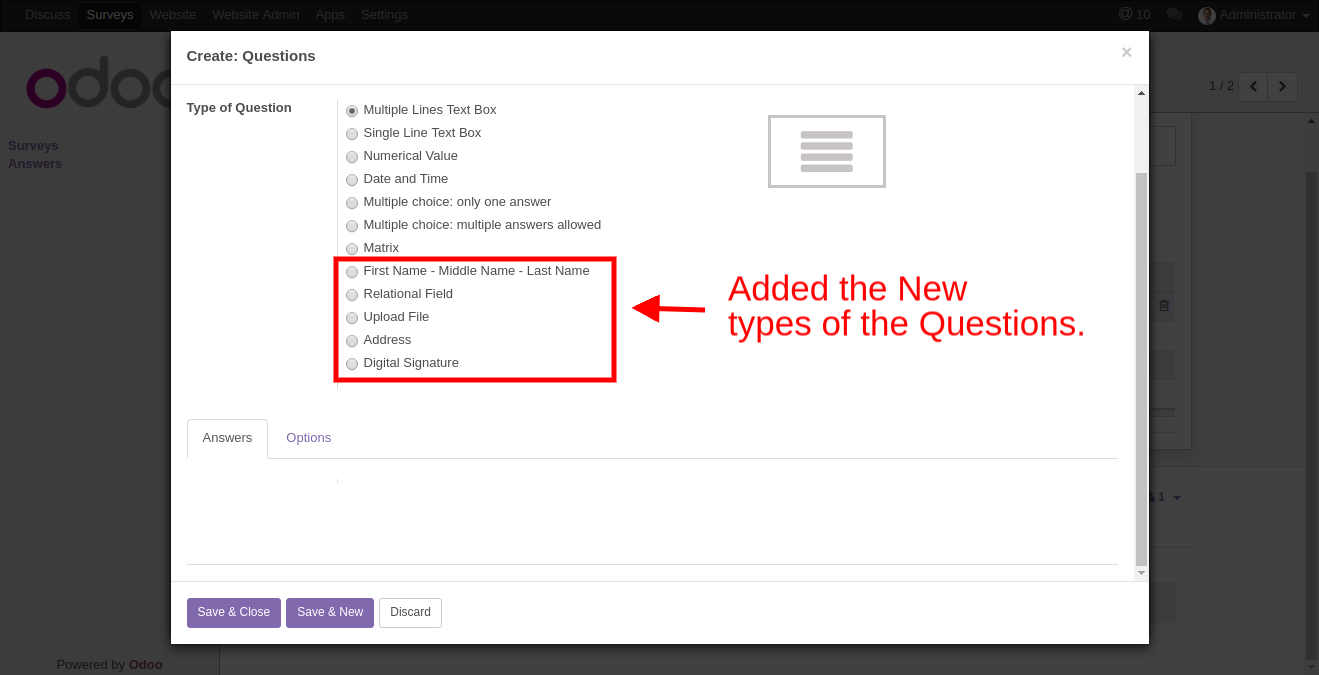 Discuss Surveys Website Website Admin Apps Settings @ 10 Administrator
Create: Questions ×
odoo
1 / 2
Type of Question
Multiple Lines Text Box
Single Line Text Box
Numerical Value
Date and Time
Multiple choice: only one answer
Multiple choice: multiple answers allowed
Matrix
First Name - Middle Name - Last Name
Relational Field
Upload File
Address
Digital Signature
Surveys
Answers
Added the New
types of the Questions.
Answers Options
1
Save & Close Save & New Discard
Powered by Odoo